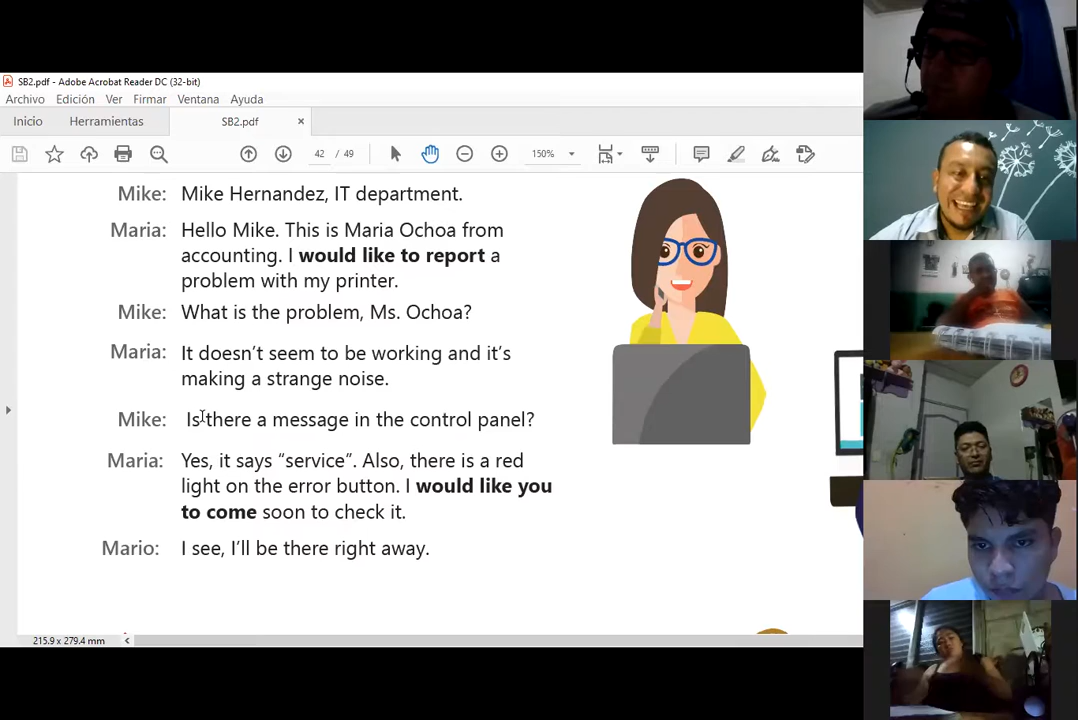 SB2.pdf - Adobe Acrobat Reader DC (32-bit)
Archivo Edición Ver Firmar Ventana Ayuda
Inicio Herramientas SB2.pdf ×
42 / 49 150%
Mike: Mike Hernandez, IT department.
Maria: Hello Mike. This is Maria Ochoa from
accounting. I would like to report a
problem with my printer.
Mike: What is the problem, Ms. Ochoa?
Maria: It doesn't seem to be working and it's
making a strange noise.
Mike: Is there a message in the control panel?
Maria: Yes, it says “service”. Also, there is a red
light on the error button. I would like you
to come soon to check it.
Mario: I see, I'll be there right away.
215.9 x 279.4 mm